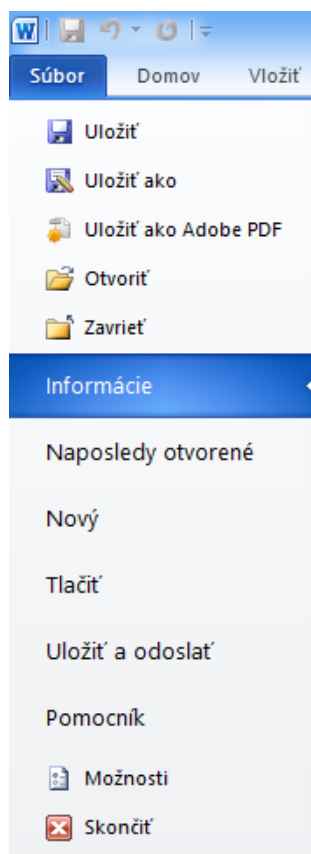 W
Súbor Domov Vložiť
Uložiť
Uložiť ako
Uložiť ako Adobe PDF
Otvoriť
Zavrieť
Informácie
Naposledy otvorené
Nový
Tlačiť
Uložiť a odoslať
Pomocník
Možnosti
Skončiť